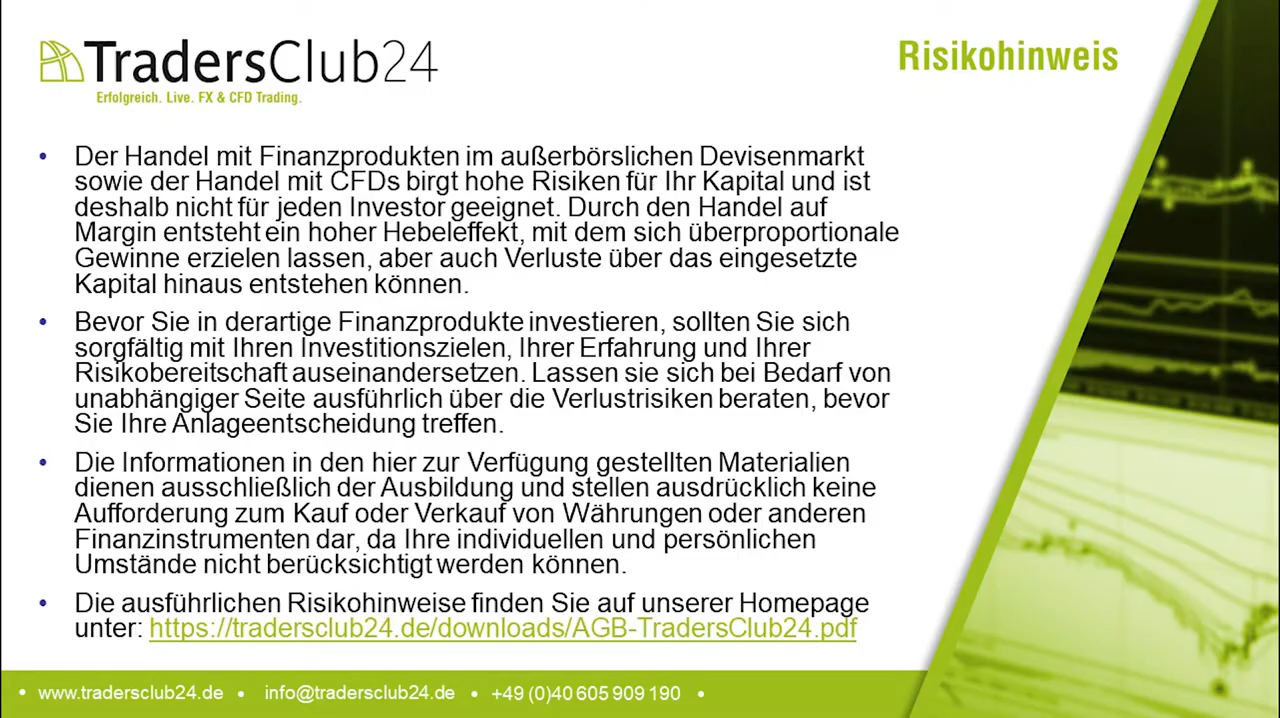 TradersClub24
Erfolgreich. Live. FX & CFD Trading.
Risikohinweis
• Der Handel mit Finanzprodukten im außerbörslichen Devisenmarkt
sowie der Handel mit CFDs birgt hohe Risiken für Ihr Kapital und ist
deshalb nicht für jeden Investor geeignet. Durch den Handel auf
Margin entsteht ein hoher Hebeleffekt, mit dem sich überproportionale
Gewinne erzielen lassen, aber auch Verluste über das eingesetzte
Kapital hinaus entstehen können.
• Bevor Sie in derartige Finanzprodukte investieren, sollten Sie sich
sorgfältig mit Ihren Investitionszielen, Ihrer Erfahrung und Ihrer
Risikobereitschaft auseinandersetzen. Lassen sie sich bei Bedarf von
unabhängiger Seite ausführlich über die Verlustrisiken beraten, bevor
Sie Ihre Anlageentscheidung treffen.
• Die Informationen in den hier zur Verfügung gestellten Materialien
dienen ausschließlich der Ausbildung und stellen ausdrücklich keine
Aufforderung zum Kauf oder Verkauf von Währungen oder anderen
Finanzinstrumenten dar, da Ihre individuellen und persönlichen
Umstände nicht berücksichtigt werden können.
• Die ausführlichen Risikohinweise finden Sie auf unserer Homepage
unter: https://tradersclub24.de/downloads/AGB-TradersClub24.pdf
• www.tradersclub24.de • info@tradersclub24.de • +49 (0)40 605 909 190 •